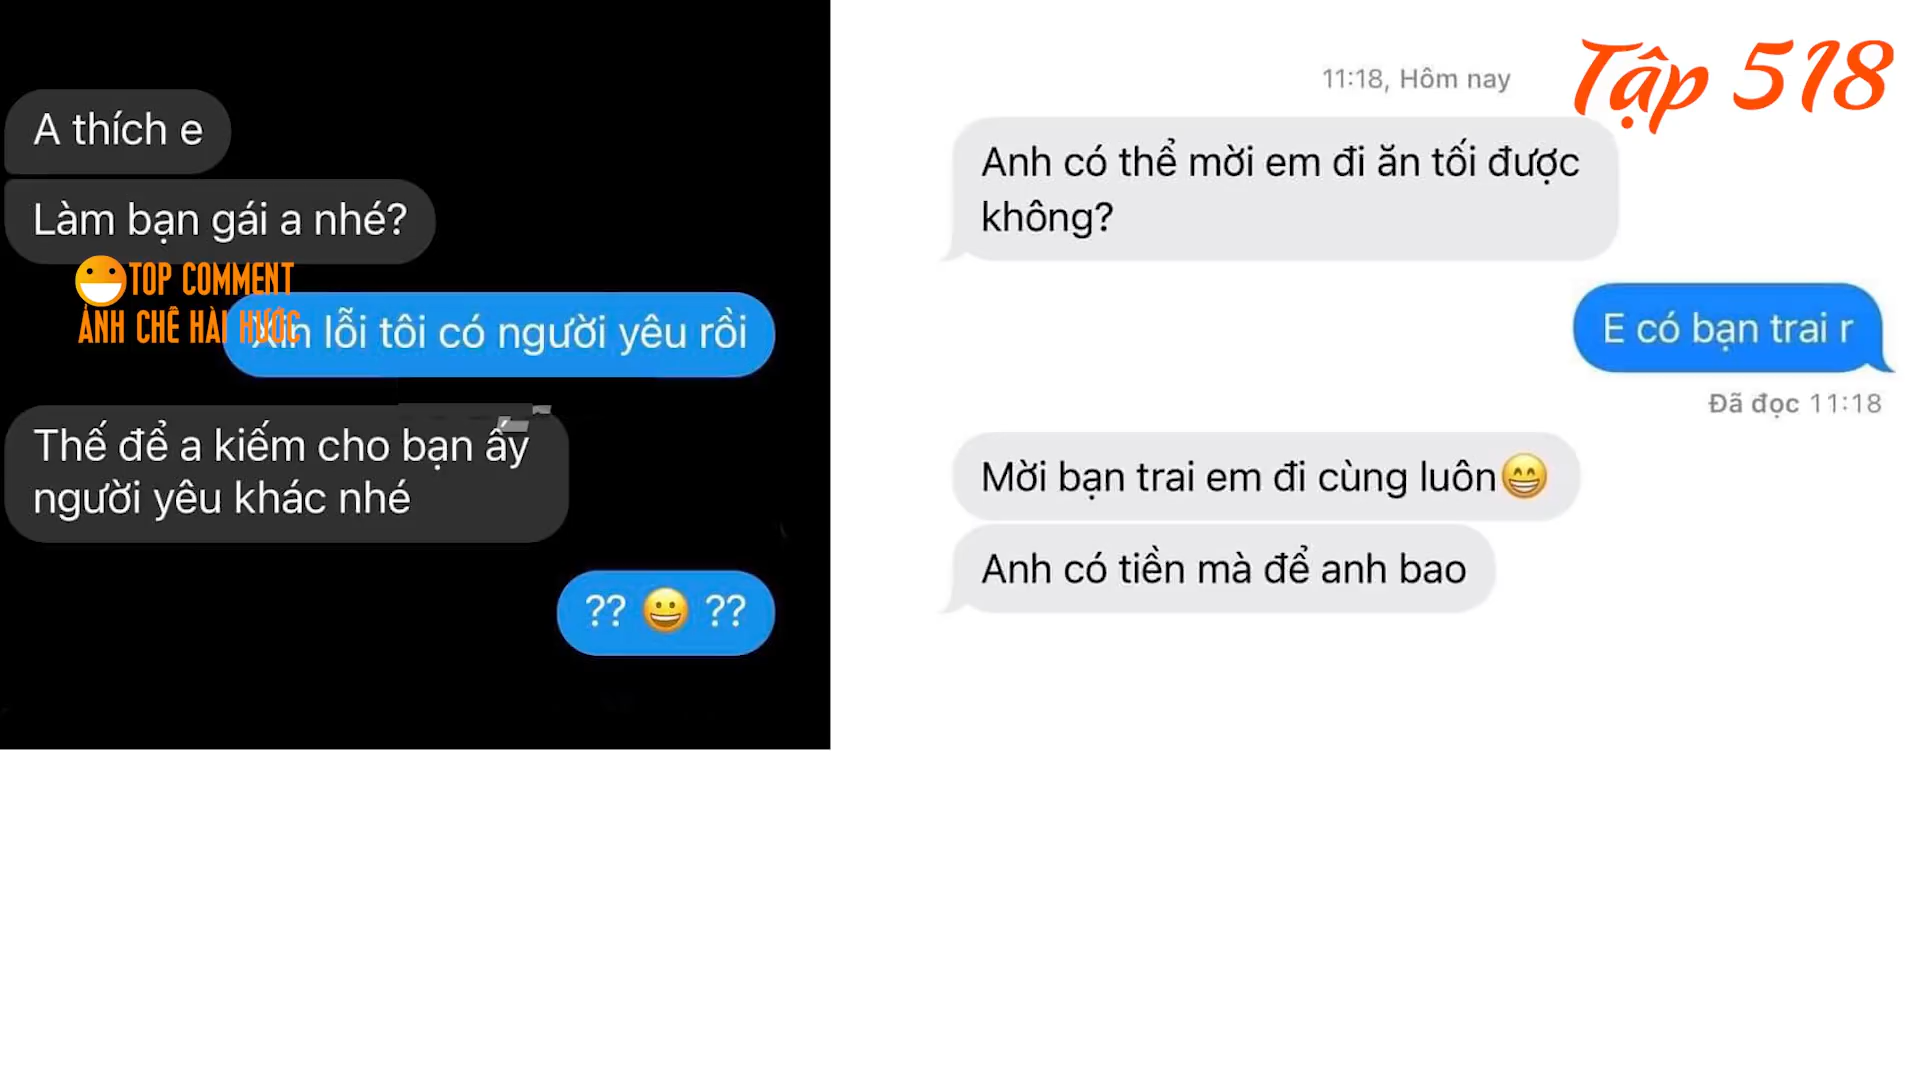 A thích e
Làm bạn gái a nhé?
TOP COMMENT
ẢNH CHẾ HÀI HƯỚC
Xin lỗi tôi có người yêu rồi
Thế để a kiếm cho bạn ấy
người yêu khác nhé
?? 😀 ??
Tập 518
11:18, Hôm nay
Anh có thể mời em đi ăn tối được
không?
E có bạn trai r
Đã đọc 11:18
Mời bạn trai em đi cùng luôn😁
Anh có tiền mà để anh bao